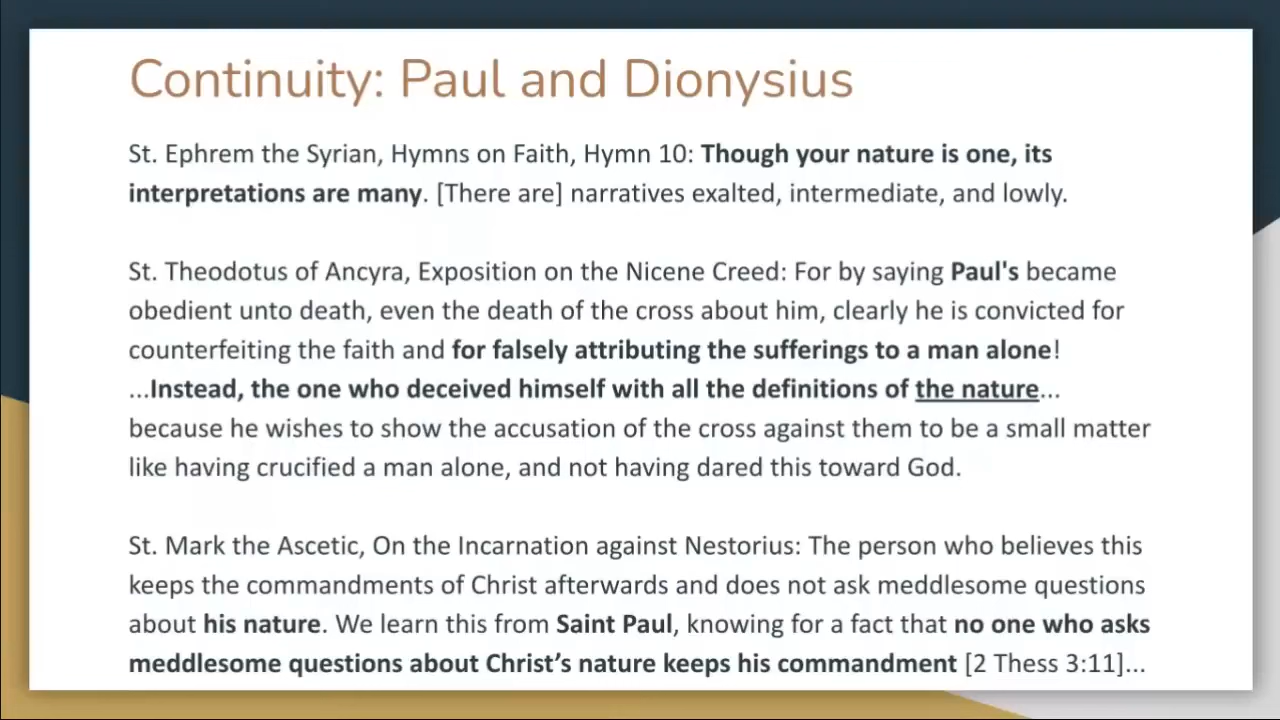 Continuity: Paul and Dionysius
St. Ephrem the Syrian, Hymns on Faith, Hymn 10: Though your nature is one, its
interpretations are many. [There are] narratives exalted, intermediate, and lowly.
St. Theodotus of Ancyra, Exposition on the Nicene Creed: For by saying Paul's became
obedient unto death, even the death of the cross about him, clearly he is convicted for
counterfeiting the faith and for falsely attributing the sufferings to a man alone!
...Instead, the one who deceived himself with all the definitions of the nature...
because he wishes to show the accusation of the cross against them to be a small matter
like having crucified a man alone, and not having dared this toward God.
St. Mark the Ascetic, On the Incarnation against Nestorius: The person who believes this
keeps the commandments of Christ afterwards and does not ask meddlesome questions
about his nature. We learn this from Saint Paul, knowing for a fact that no one who asks
meddlesome questions about Christ’s nature keeps his commandment [2 Thess 3:11]...